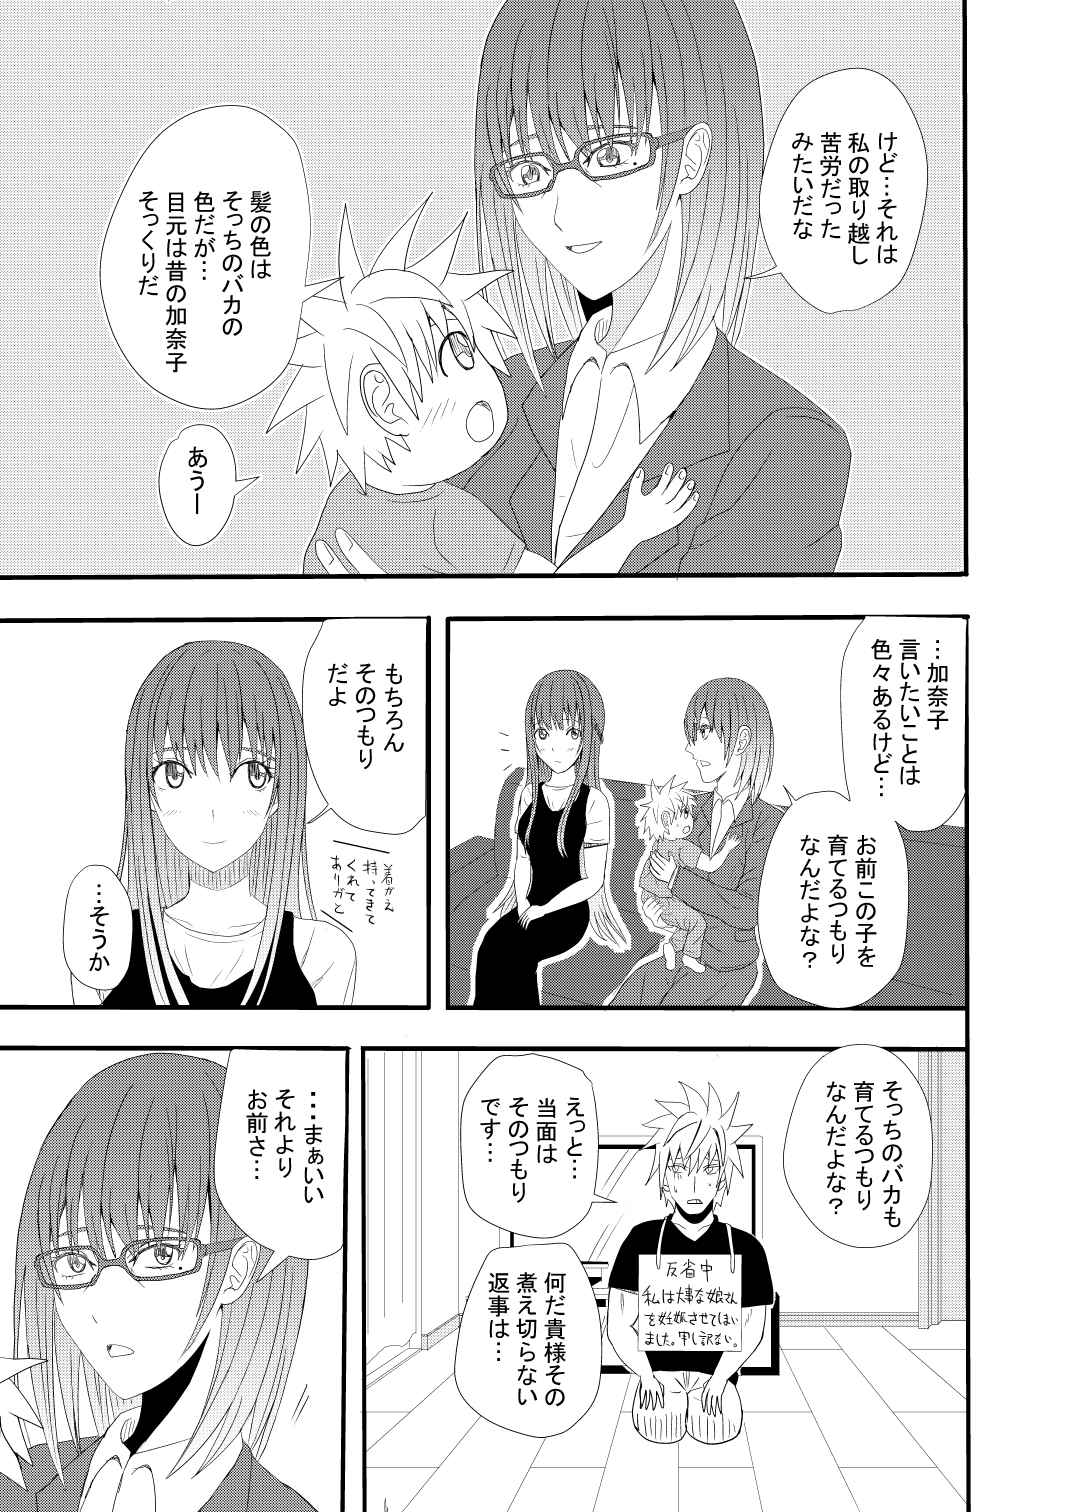 けど…それは
私の取り越し
苦労だった
みたいだな
髪の色は
そっちのバカの
色だが…
目元は昔の加奈子
そっくりだ
あうー
…加奈子
言いたいことは
色々あるけど…
お前この子を
育てるつもり
なんだよな？
もちろん
そのつもり
だよ
着がえ
持ってきて
くれて
ありがと
…そうか
そっちのバカも
育てるつもり
なんだよな？
えっと…
当面は
そのつもり
です…
反省中
私は大事な娘さん
を妊娠させてしまい
ました。申し訳ない。
何だ貴様その
煮え切らない
返事は…
…まぁいい
それより
お前さ…